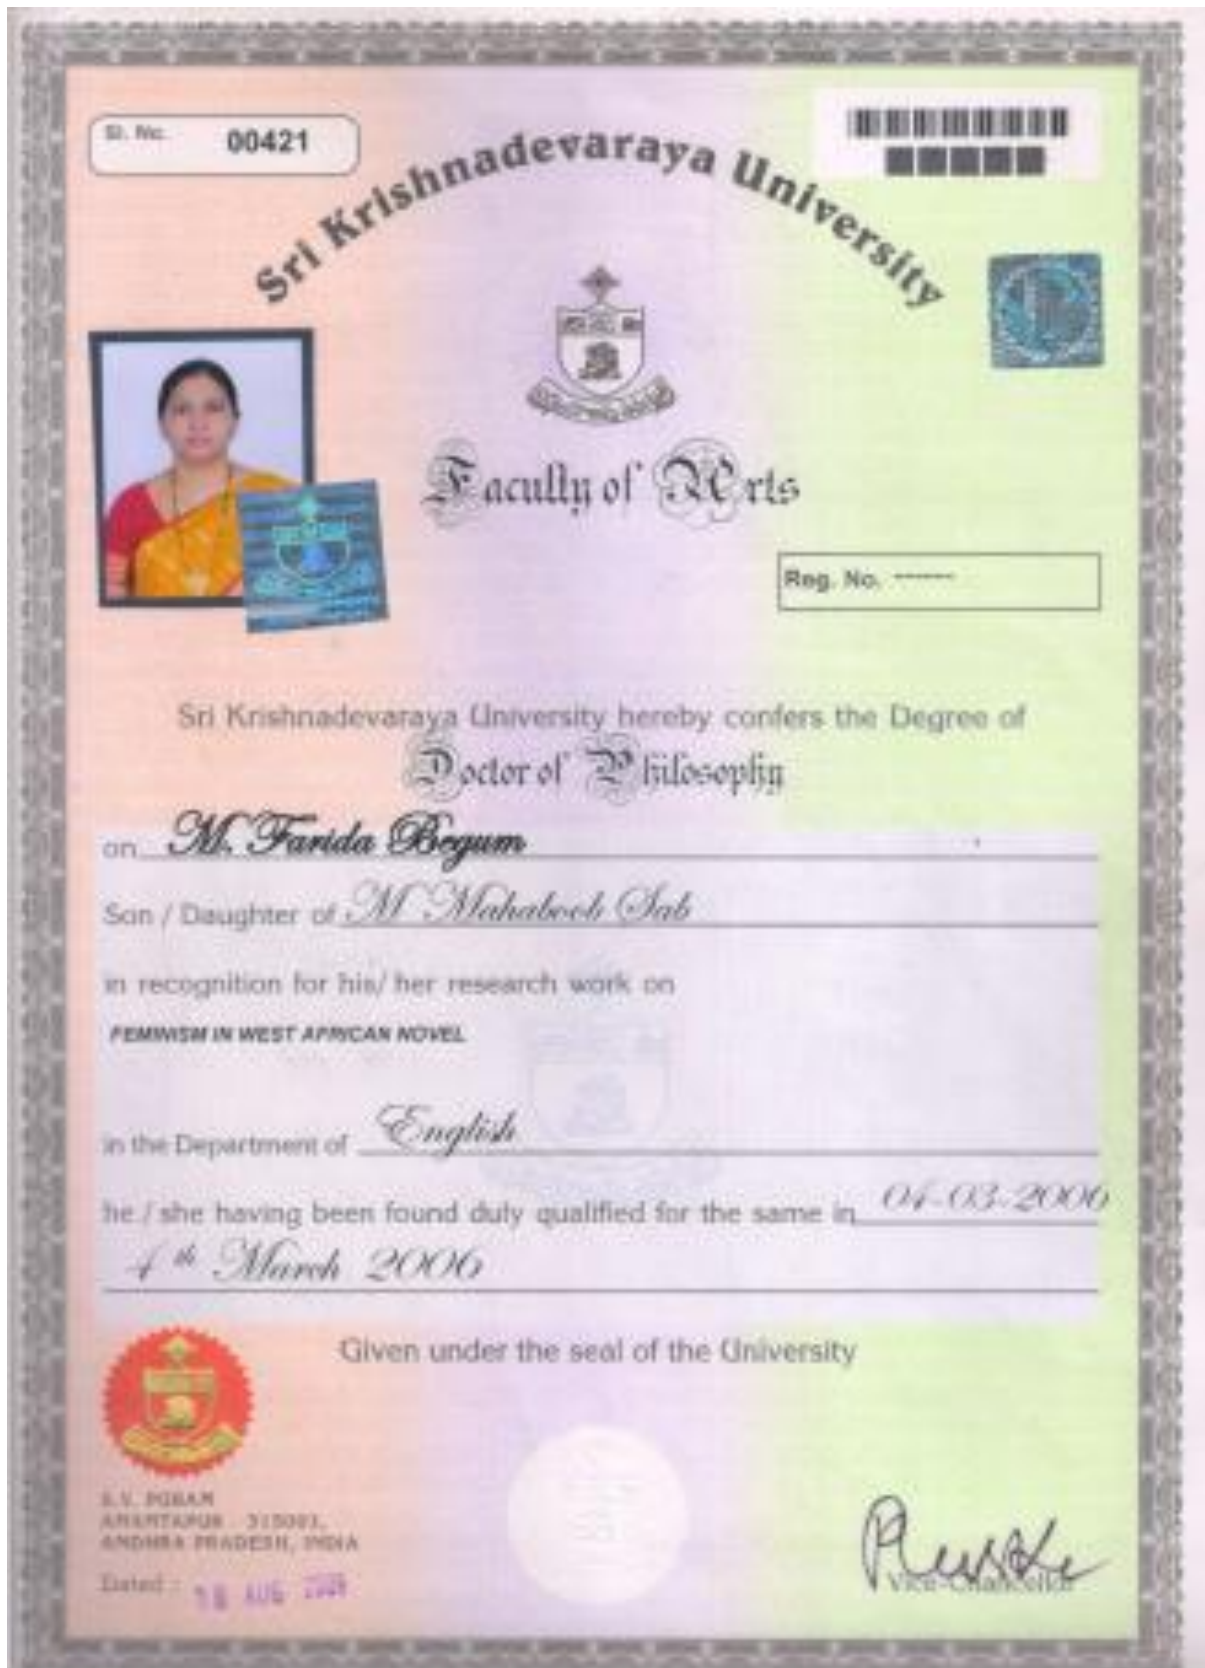 Sl. No. 00421
Sri Krishnadevaraya University
Faculty of Arts
Reg. No. ------
Sri Krishnadevaraya University hereby confers the Degree of
Doctor of Philosophy
on M. Farida Begum
Son / Daughter of M Mahaboob Sab
in recognition for his/ her research work on
FEMINISM IN WEST AFRICAN NOVEL
in the Department of English
he / she having been found duly qualified for the same in 04-03-2006
4 th March 2006
Given under the seal of the University
ANANTAPUR
ANDHRA PRADESH, INDIA
Dated : AUG
Vice-Chancellor